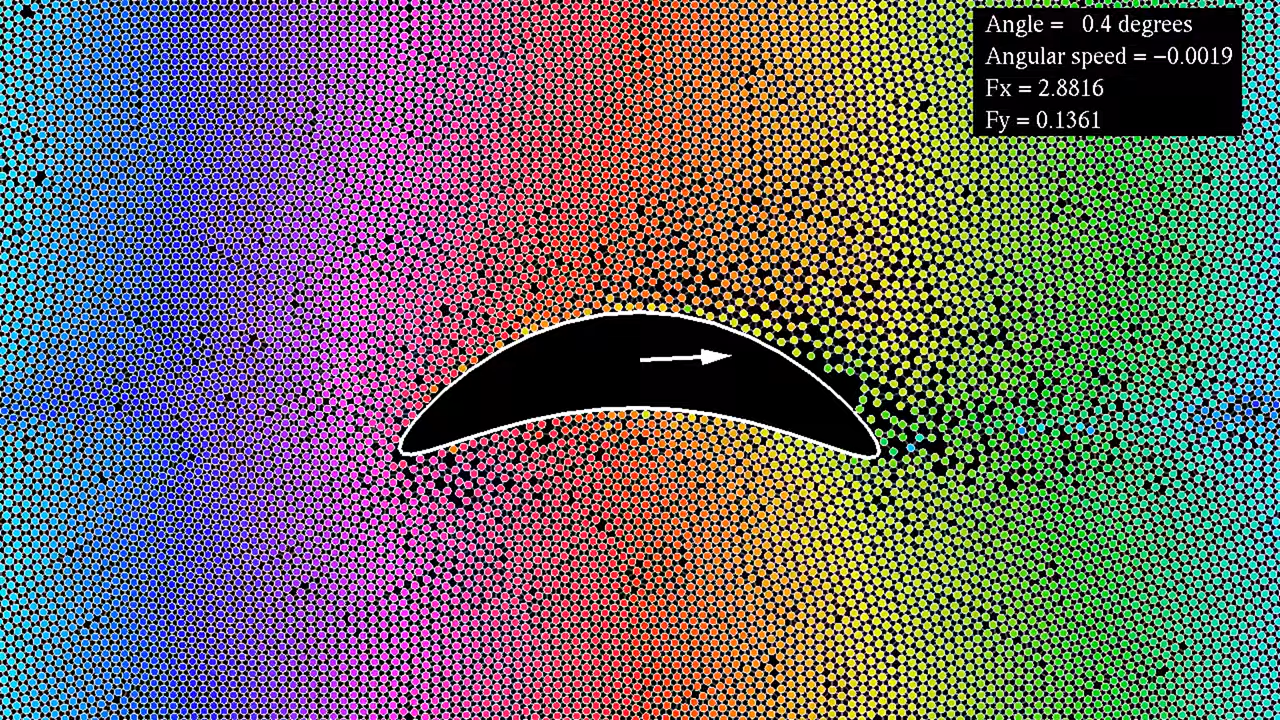 Angle = 0.4 degrees
Angular speed = −0.0019
Fx = 2.8816
Fy = 0.1361